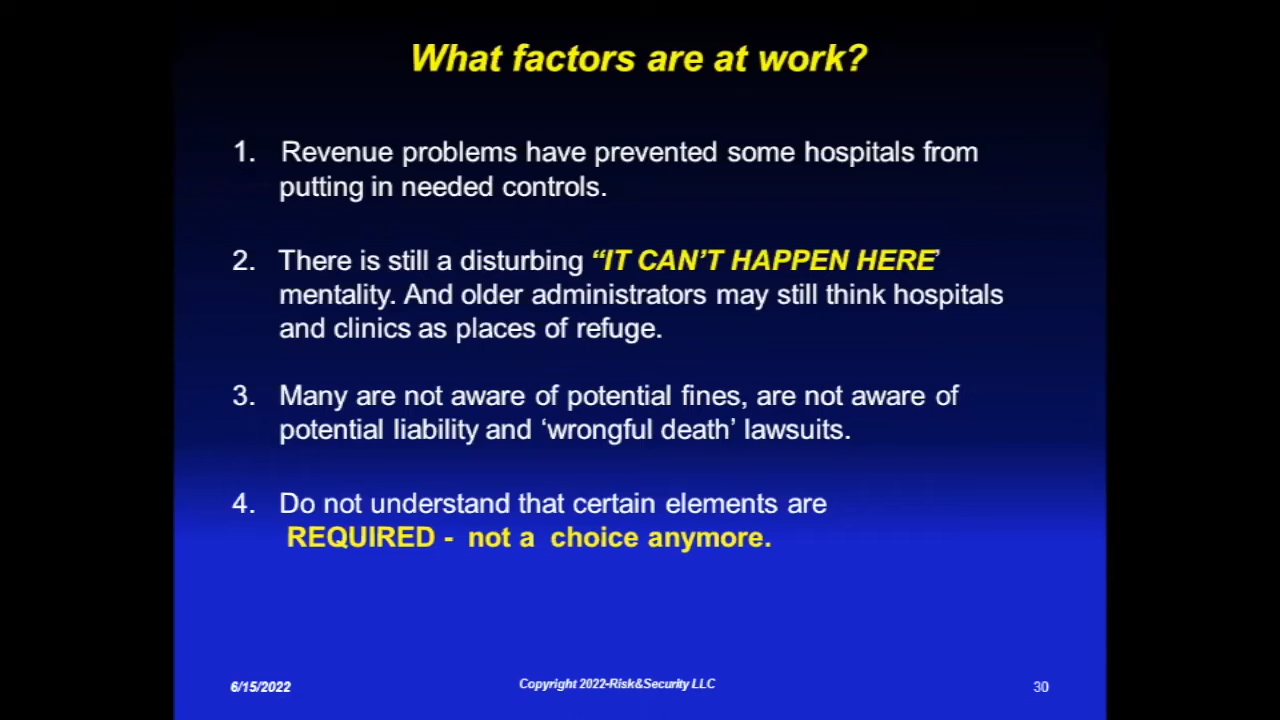 What factors are at work?
1. Revenue problems have prevented some hospitals from
putting in needed controls.
2. There is still a disturbing “IT CAN’T HAPPEN HERE’
mentality. And older administrators may still think hospitals
and clinics as places of refuge.
3. Many are not aware of potential fines, are not aware of
potential liability and ‘wrongful death’ lawsuits.
4. Do not understand that certain elements are
REQUIRED - not a choice anymore.
6/15/2022
Copyright 2022-Risk&Security LLC
30